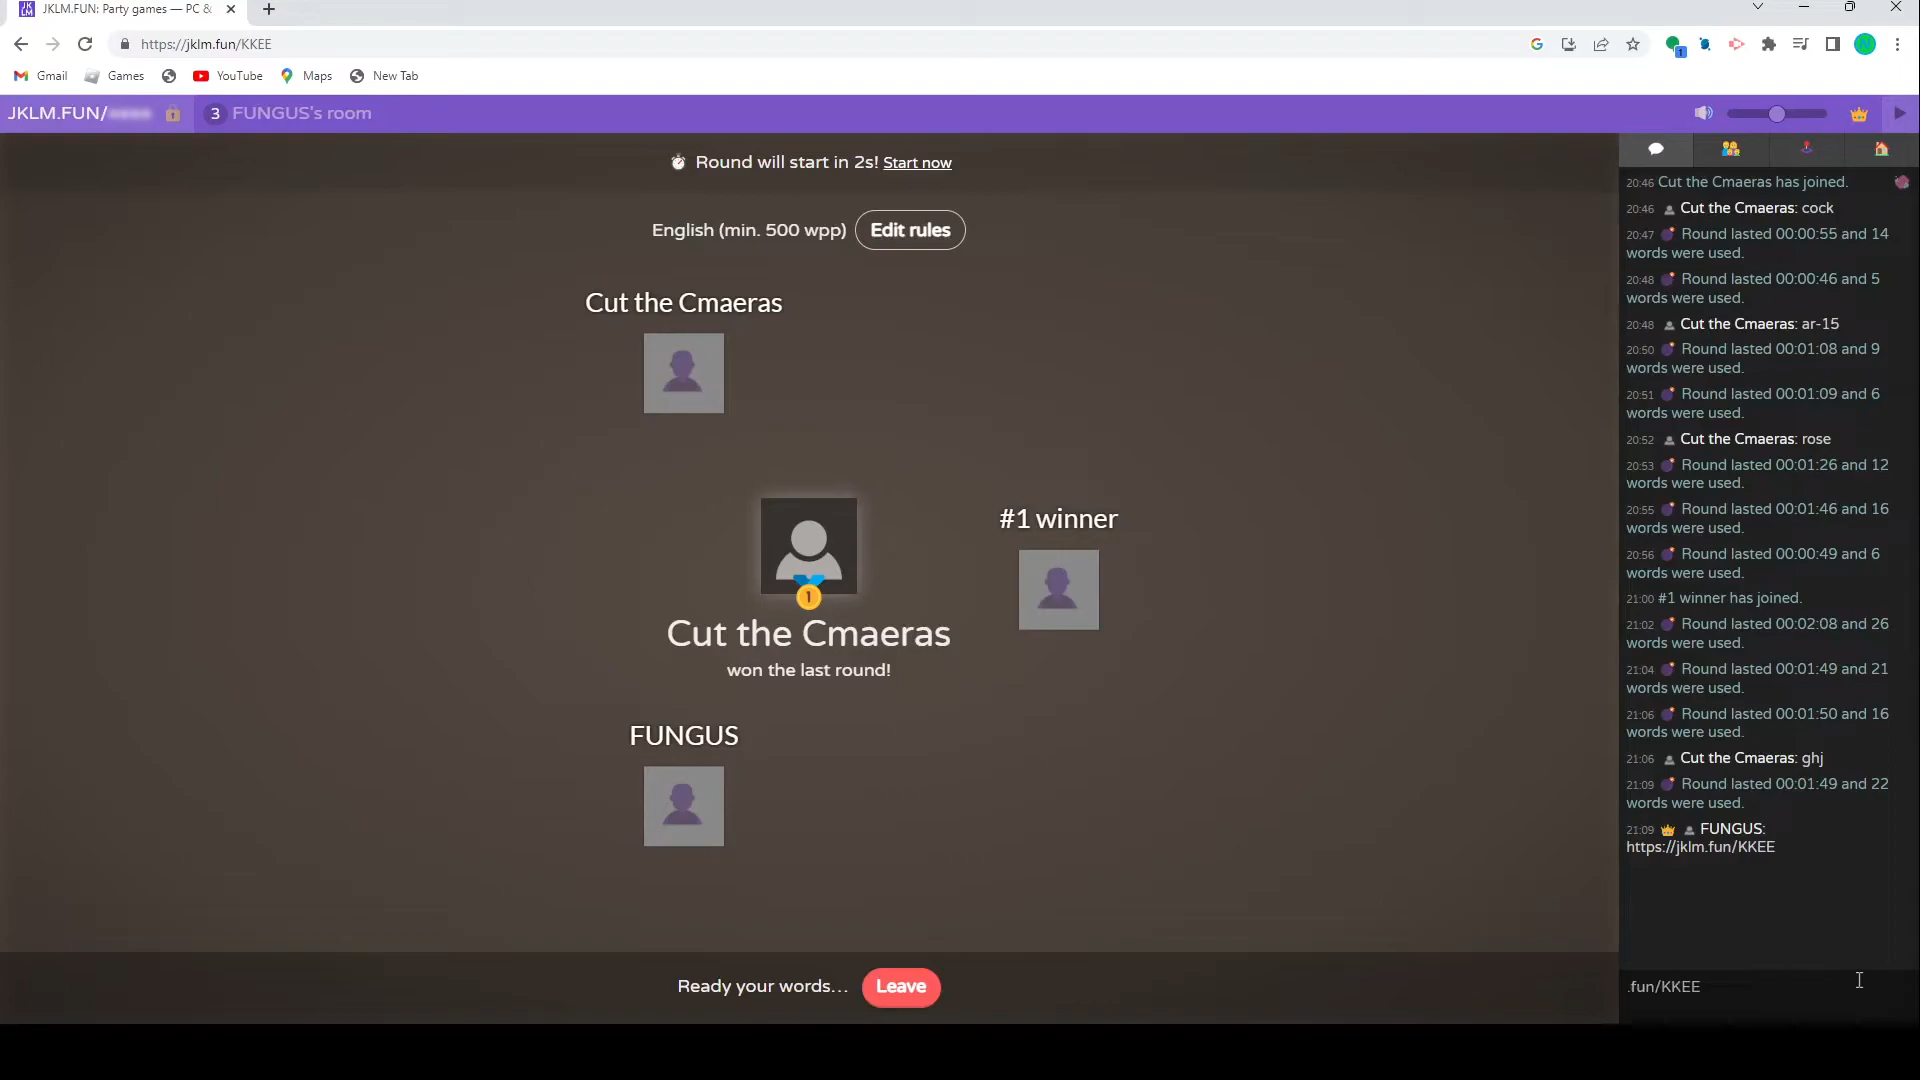 JKLM.FUN: Party games — PC &
https://jklm.fun/KKEE
1
Gmail Games YouTube Maps New Tab
JKLM.FUN/ 3 FUNGUS's room
Round will start in 2s! Start now
English (min. 500 wpp) Edit rules
Cut the Cmaeras
#1 winner
1
Cut the Cmaeras
won the last round!
FUNGUS
Ready your words… Leave
20:46 Cut the Cmaeras has joined.
20:46 Cut the Cmaeras: cock
20:47 Round lasted 00:00:55 and 14
words were used.
20:48 Round lasted 00:00:46 and 5
words were used.
20:48 Cut the Cmaeras: ar-15
20:50 Round lasted 00:01:08 and 9
words were used.
20:51 Round lasted 00:01:09 and 6
words were used.
20:52 Cut the Cmaeras: rose
20:53 Round lasted 00:01:26 and 12
words were used.
20:55 Round lasted 00:01:46 and 16
words were used.
20:56 Round lasted 00:00:49 and 6
words were used.
21:00 #1 winner has joined.
21:02 Round lasted 00:02:08 and 26
words were used.
21:04 Round lasted 00:01:49 and 21
words were used.
21:06 Round lasted 00:01:50 and 16
words were used.
21:06 Cut the Cmaeras: ghj
21:09 Round lasted 00:01:49 and 22
words were used.
21:09 FUNGUS:
https://jklm.fun/KKEE
.fun/KKEE